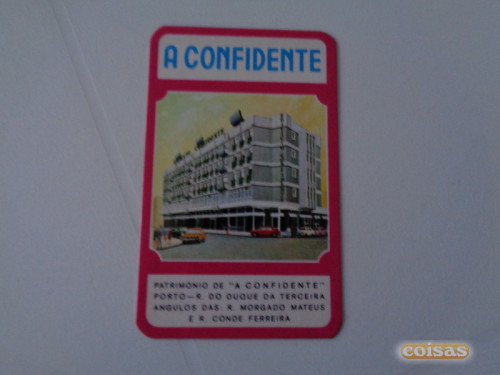 A CONFIDENTE
PATRIMÓNIO DE "A CONFIDENTE"
PORTO—R. DO DUQUE DA TERCEIRA
ANGULOS DAS: R. MORGADO MATEUS
E R. CONDE FERREIRA
coisas